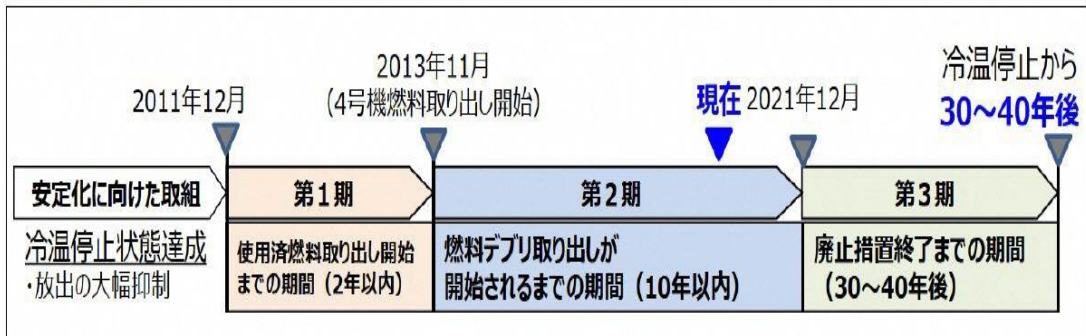 2011年12月
2013年11月
(4号機燃料取り出し開始)
現在
2021年12月
冷温停止から
30～40年後
安定化に向けた取組
第1期
第2期
第3期
冷温停止状態達成
・放出の大幅抑制
使用済燃料取り出し開始
までの期間（2年以内）
燃料デブリ取り出しが
開始されるまでの期間（10年以内）
廃止措置終了までの期間
（30～40年後）